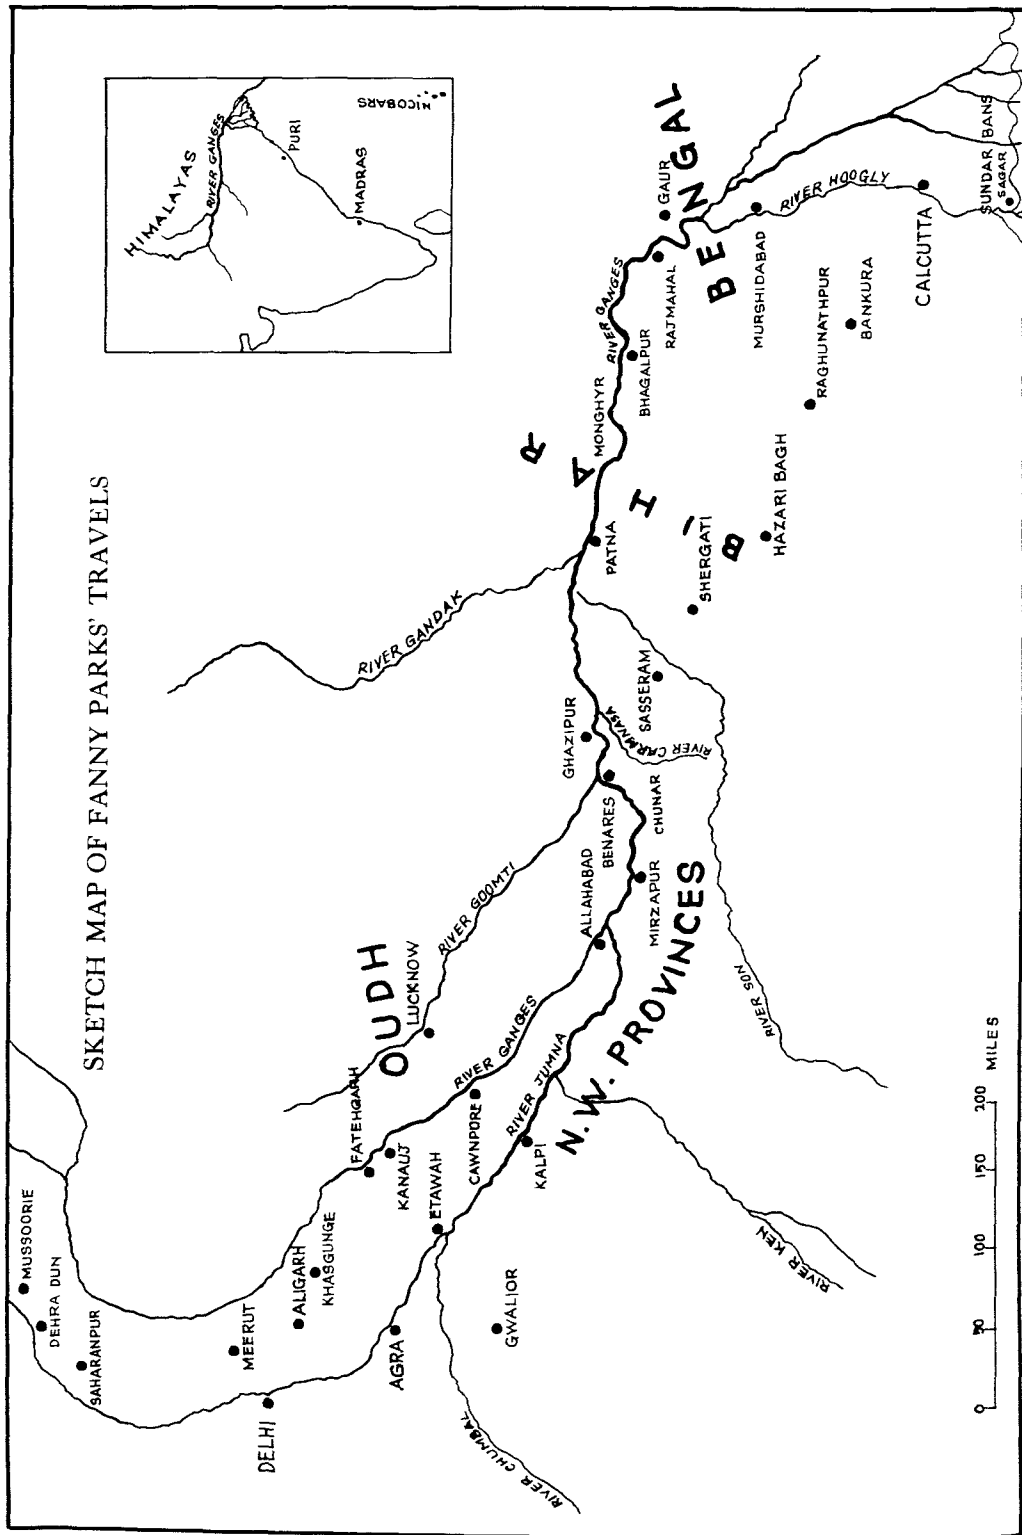 SKETCH MAP OF FANNY PARKS' TRAVELS
HIMALAYAS
RIVER GANGES
PURI
MADRAS
NICOBARS
MUSSOORIE
DEHRA DUN
SAHARANPUR
MEERUT
DELHI
ALIGARH
KHASGUNGE
FATEHGARH
KANAUJ
AGRA
ETAWAH
GWALIOR
RIVER CHUMBAL
OUDH
LUCKNOW
RIVER GOOMTI
RIVER GANGES
CAWNPORE
RIVER JUMNA
KALPI
N.W. PROVINCES
RIVER KEN
ALLAHABAD
MIRZAPUR
BENARES
CHUNAR
GHAZIPUR
RIVER CARMNASA
RIVER CARMNASA
SASSERAM
RIVER SON
RIVER GANDAK
PATNA
BIHAR
SHERGATI
HAZARI BAGH
MONGHYR
BHAGALPUR
RIVER GANGES
RAJMAHAL
GAUR
BENGAL
MURSHIDABAD
RIVER HOOGLY
RAGHUNATHPUR
BANKURA
CALCUTTA
SUNDAR BANS
SAGAR
0 50 100 150 200
MILES